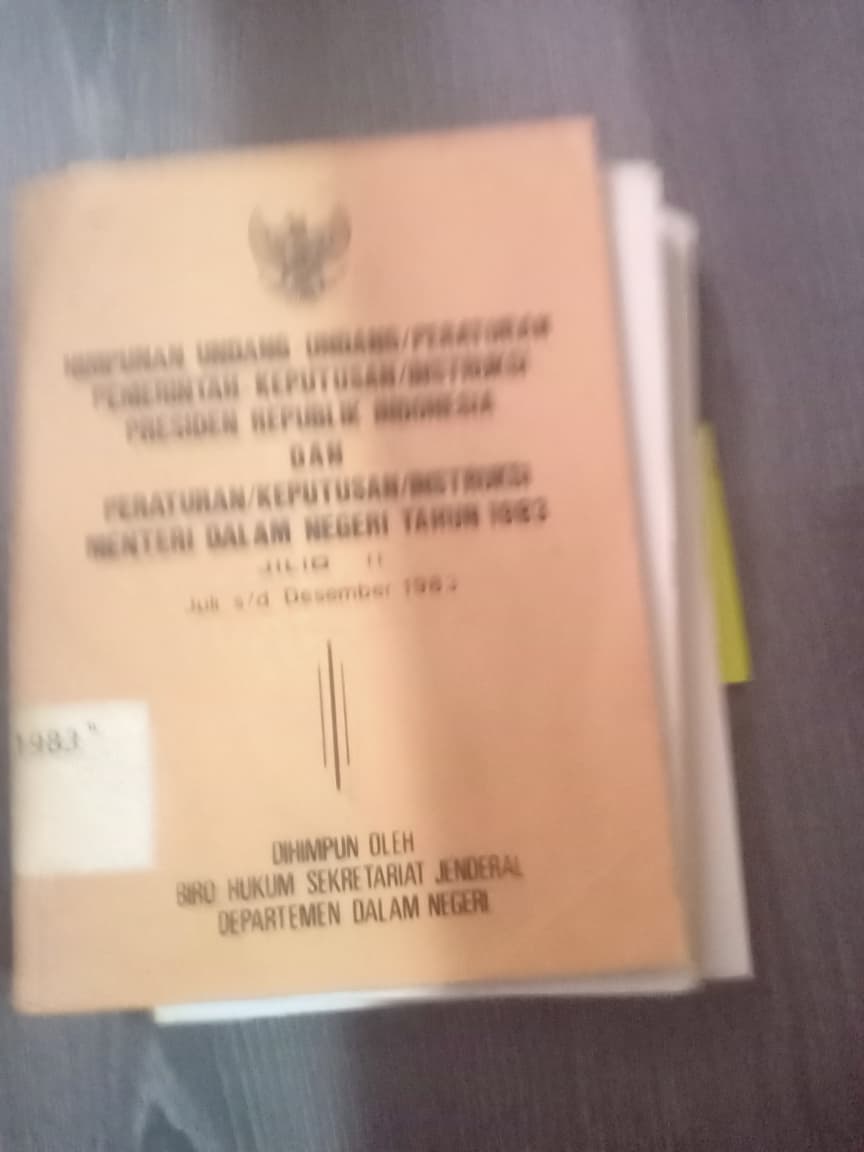 HIMPUNAN UNDANG UNDANG/PERATURAN
PEMERINTAH KEPUTUSAN/INSTRUKSI
PRESIDEN REPUBLIK INDONESIA
DAN
PERATURAN/KEPUTUSAN/INSTRUKSI
MENTERI DALAM NEGERI TAHUN 1983
JILID II
Juli s/d Desember 1983
1983"
DIHIMPUN OLEH
BIRO HUKUM SEKRETARIAT JENDERAL
DEPARTEMEN DALAM NEGERI